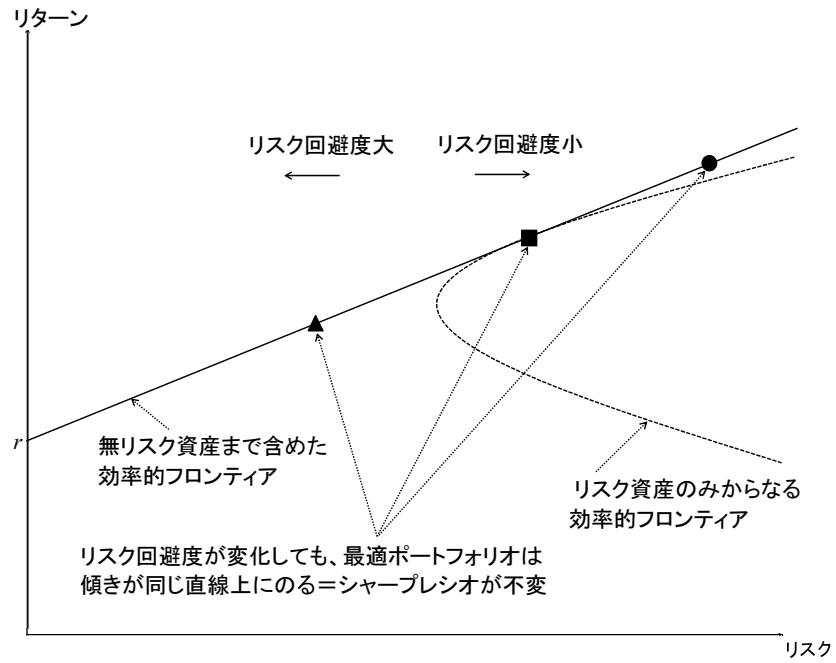 リターン
リスク回避度大
リスク回避度小
r
無リスク資産まで含めた
効率的フロンティア
リスク資産のみからなる
効率的フロンティア
リスク回避度が変化しても、最適ポートフォリオは
傾きが同じ直線上にのる＝シャープレシオが不変
リスク